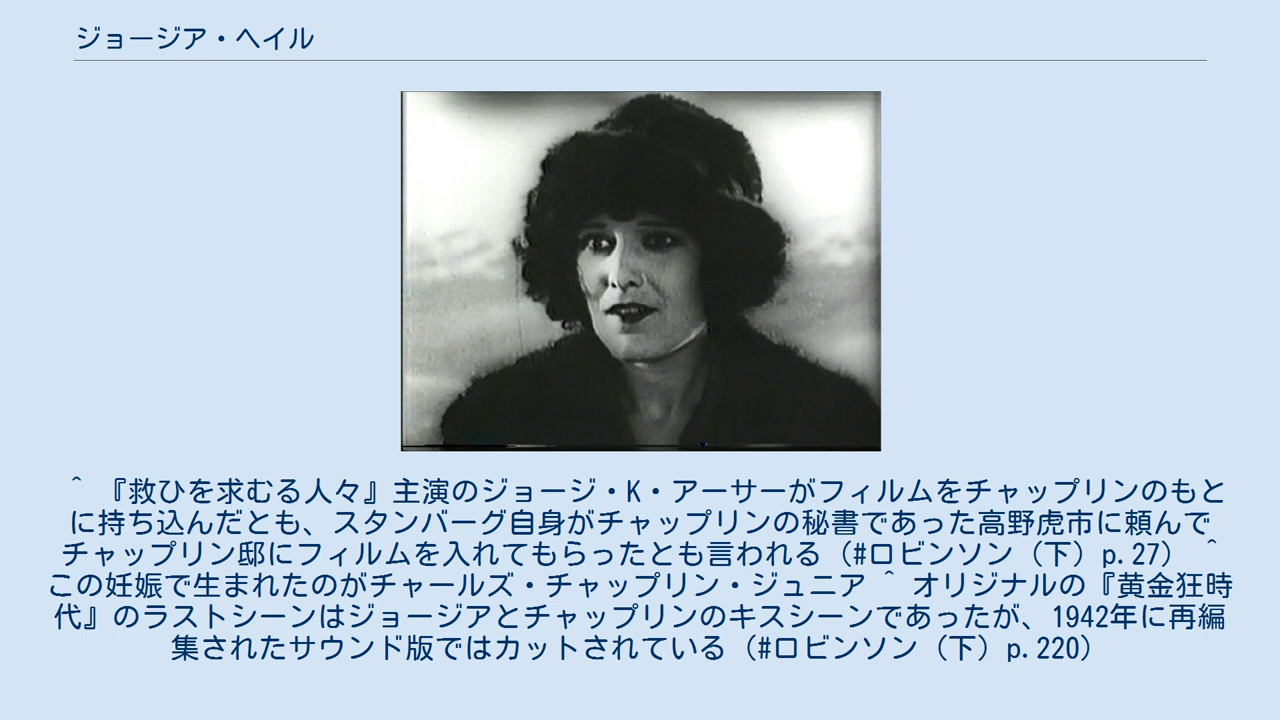 ジョージア・ヘイル
^ 『救ひを求むる人々』主演のジョージ・K・アーサーがフィルムをチャップリンのもと
に持ち込んだとも、スタンバーグ自身がチャップリンの秘書であった高野虎市に頼んで
チャップリン邸にフィルムを入れてもらったとも言われる（#ロビンソン（下）p.27） ^
この妊娠で生まれたのがチャールズ・チャップリン・ジュニア ^ オリジナルの『黄金狂時
代』のラストシーンはジョージアとチャップリンのキスシーンであったが、1942年に再編
集されたサウンド版ではカットされている（#ロビンソン（下）p.220）